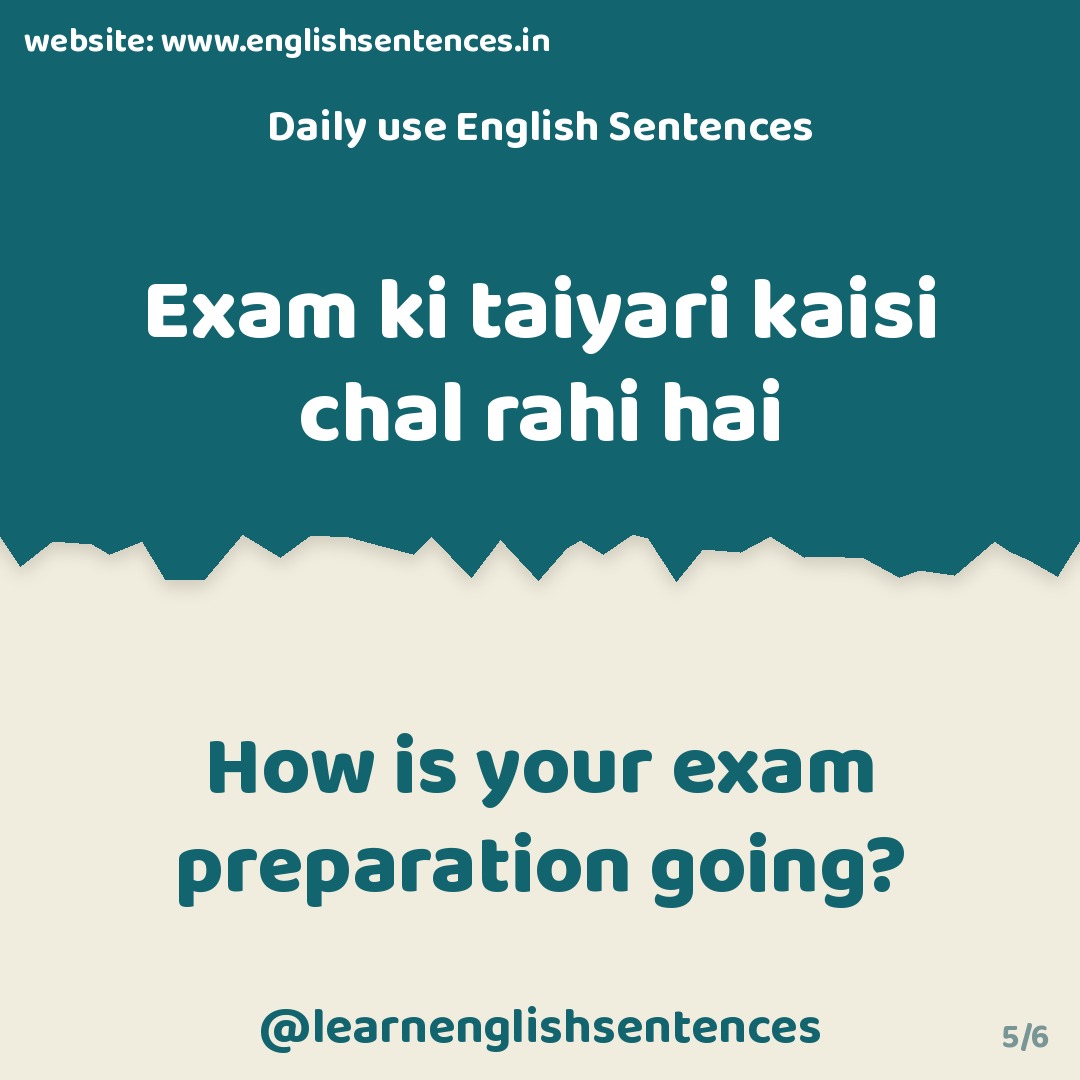 website: www.englishsentences.in
Daily use English Sentences
Exam ki taiyari kaisi
chal rahi hai
How is your exam
preparation going?
@learnenglishsentences
5/6